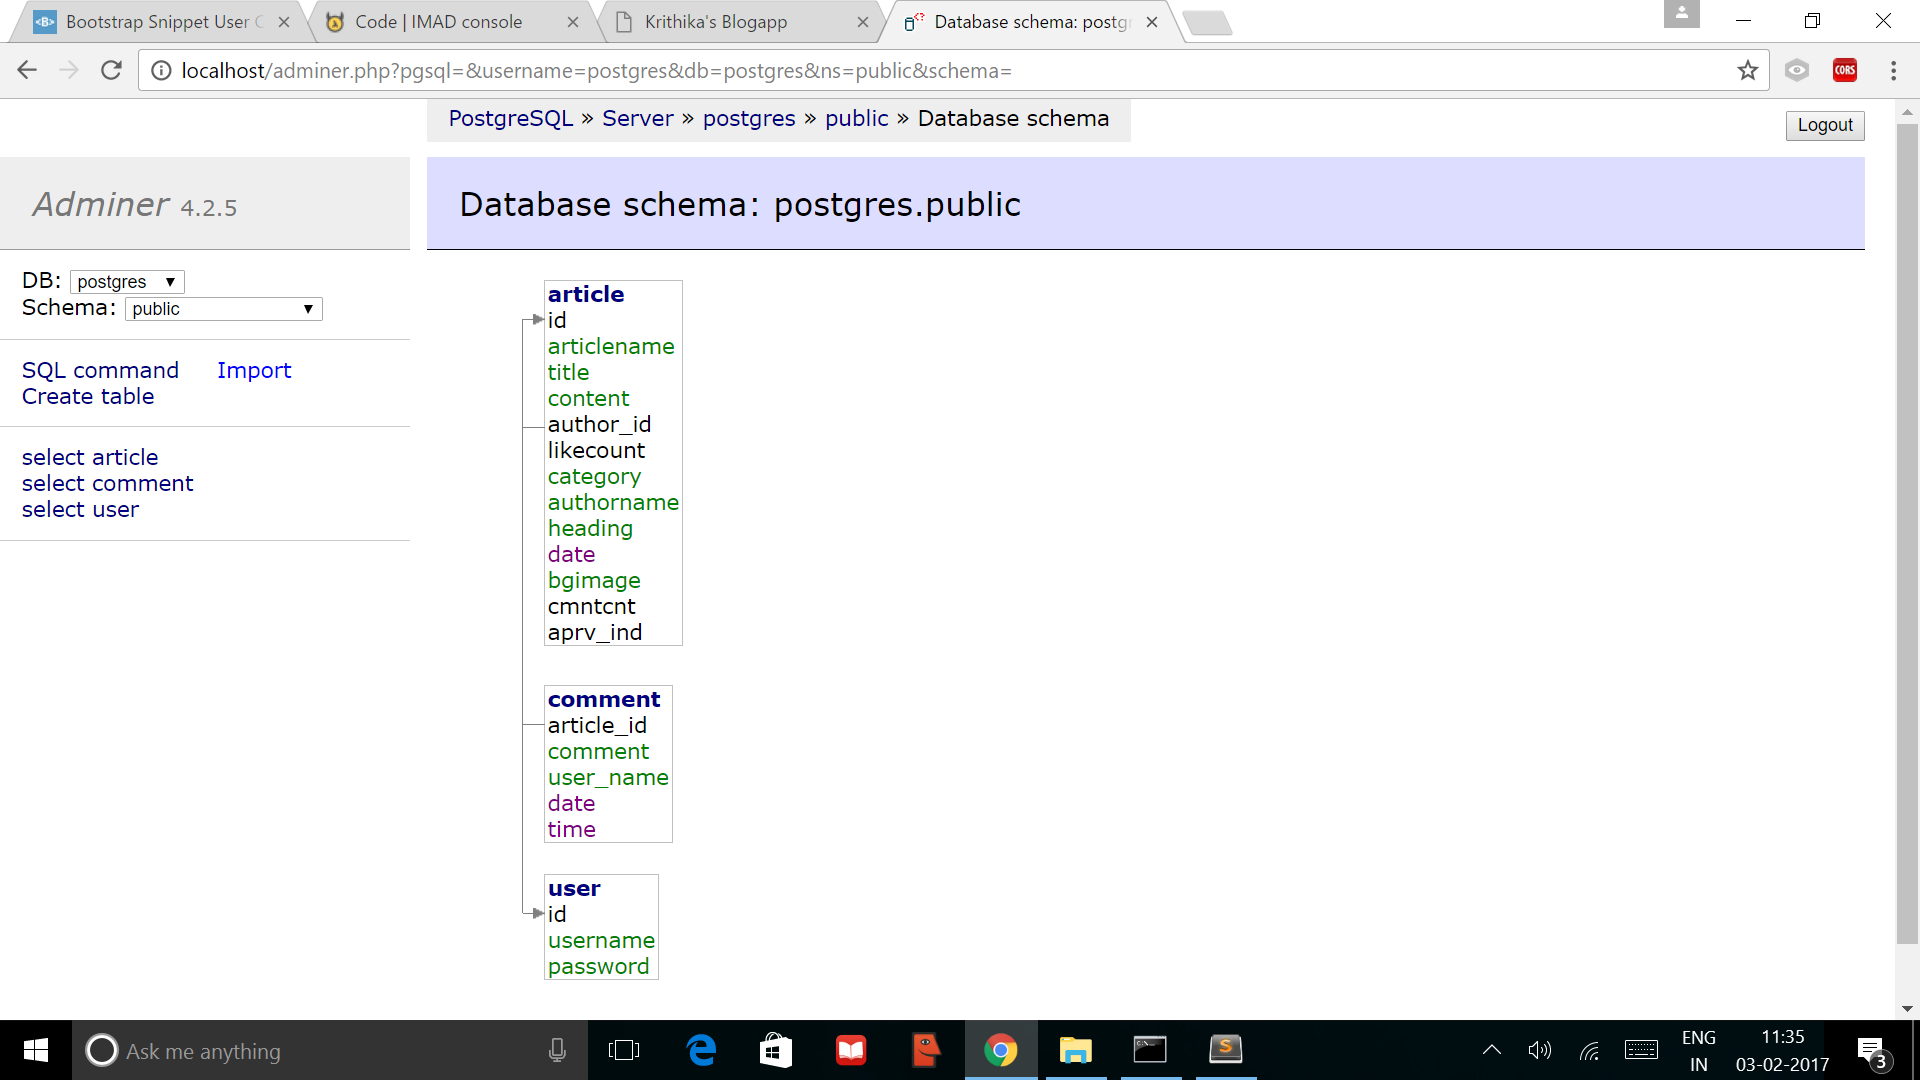 Bootstrap Snippet User
Code | IMAD console
Krithika's Blogapp
Database schema: postgr
localhost/adminer.php?pgsql=&username=postgres&db=postgres&ns=public&schema=
CORS
PostgreSQL » Server » postgres » public » Database schema
Logout
Adminer 4.2.5
Database schema: postgres.public
DB: postgres
Schema: public
SQL command Import
Create table
select article
select comment
select user
article
id
articlename
title
content
author_id
likecount
category
authorname
heading
date
bgimage
cmntcnt
aprv_ind
comment
article_id
comment
user_name
date
time
user
id
username
password
Ask me anything
ENG
IN
11:35
03-02-2017
3